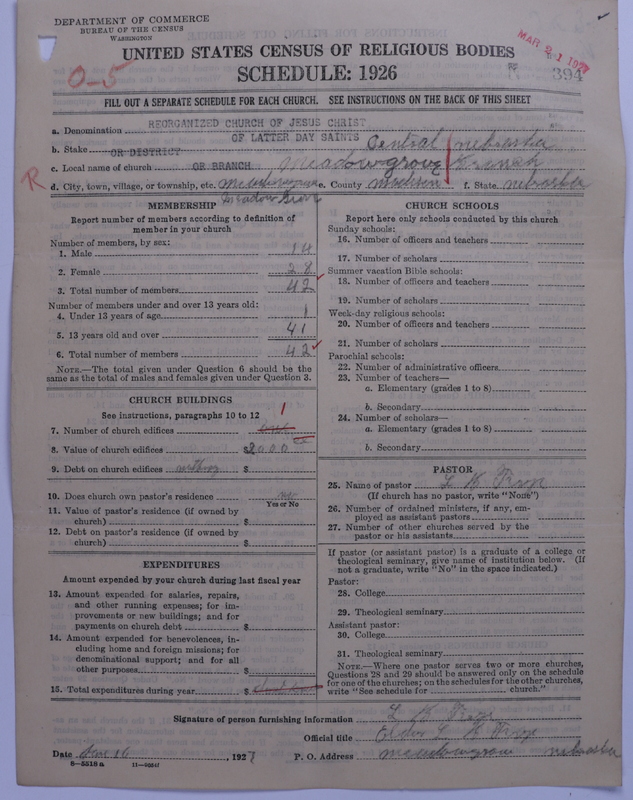 DEPARTMENT OF COMMERCE
BUREAU OF THE CENSUS
WASHINGTON
UNITED STATES CENSUS OF RELIGIOUS BODIES
MAR 21 1927
SCHEDULE: 1926
394
0-5
FILL OUT A SEPARATE SCHEDULE FOR EACH CHURCH. SEE INSTRUCTIONS ON THE BACK OF THIS SHEET
a. Denomination REORGANIZED CHURCH OF JESUS CHRIST
OF LATTER DAY SAINTS
b. Stake OR DISTRICT Central nebraska
c. Local name of church OR BRANCH Meadowgrove Branch
R d. City, town, village, or township, etc. Meadowgrove e. County madison f. State nebraska
Meadow Grove
MEMBERSHIP
Report number of members according to definition of
member in your church
Number of members, by sex:
1. Male 14
2. Female 28
3. Total number of members 42
Number of members under and over 13 years old:
4. Under 13 years of age 1
5. 13 years old and over 41
6. Total number of members 42
NOTE.—The total given under Question 6 should be the
same as the total of males and females given under Question 3.
CHURCH BUILDINGS
See instructions, paragraphs 10 to 12
7. Number of church edifices 1
8. Value of church edifices $2000
9. Debt on church edifices nothing $
10. Does church own pastor's residence no
Yes or No
11. Value of pastor's residence (if owned by
church) $
12. Debt on pastor's residence (if owned by
church) $
EXPENDITURES
Amount expended by your church during last fiscal year
13. Amount expended for salaries, repairs,
and other running expenses; for im-
provements or new buildings; and for
payments on church debt $
14. Amount expended for benevolences, in-
cluding home and foreign missions; for
denominational support; and for all
other purposes $
15. Total expenditures during year $
CHURCH SCHOOLS
Report here only schools conducted by this church
Sunday schools:
16. Number of officers and teachers
17. Number of scholars
Summer vacation Bible schools:
18. Number of officers and teachers
19. Number of scholars
Week-day religious schools:
20. Number of officers and teachers
21. Number of scholars
Parochial schools:
22. Number of administrative officers
23. Number of teachers—
a. Elementary (grades 1 to 8)
b. Secondary
24. Number of scholars—
a. Elementary (grades 1 to 8)
b. Secondary
PASTOR
25. Name of pastor
(If church has no pastor, write "None")
26. Number of ordained ministers, if any, em-
ployed as assistant pastors
27. Number of other churches served by the
pastor or his assistants
If pastor (or assistant pastor) is a graduate of a college or
theological seminary, give name of institution below. (If
not a graduate, write "No" in the space indicated.)
Pastor:
28. College
29. Theological seminary
Assistant pastor:
30. College
31. Theological seminary
NOTE.—Where one pastor serves two or more churches,
Questions 28 and 29 should be answered only on the schedule
for one of the churches; on the schedules for the other churches,
write "See schedule for church."
Signature of person furnishing information
Official title Elder
Date 16, 1927 P. O. Address meadowgrove nebraska
8-5518a